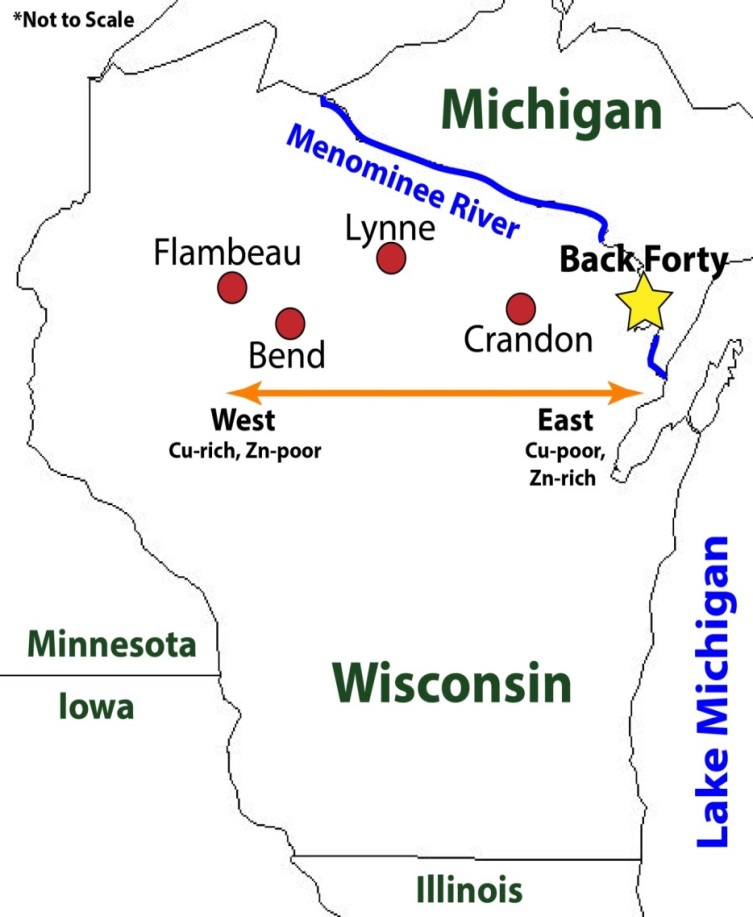 *Not to Scale
Michigan
Menominee River
Lynne
Flambeau
Back Forty
Bend
Crandon
West
Cu-rich, Zn-poor
East
Cu-poor,
Zn-rich
Lake Michigan
Minnesota
Iowa
Wisconsin
Illinois